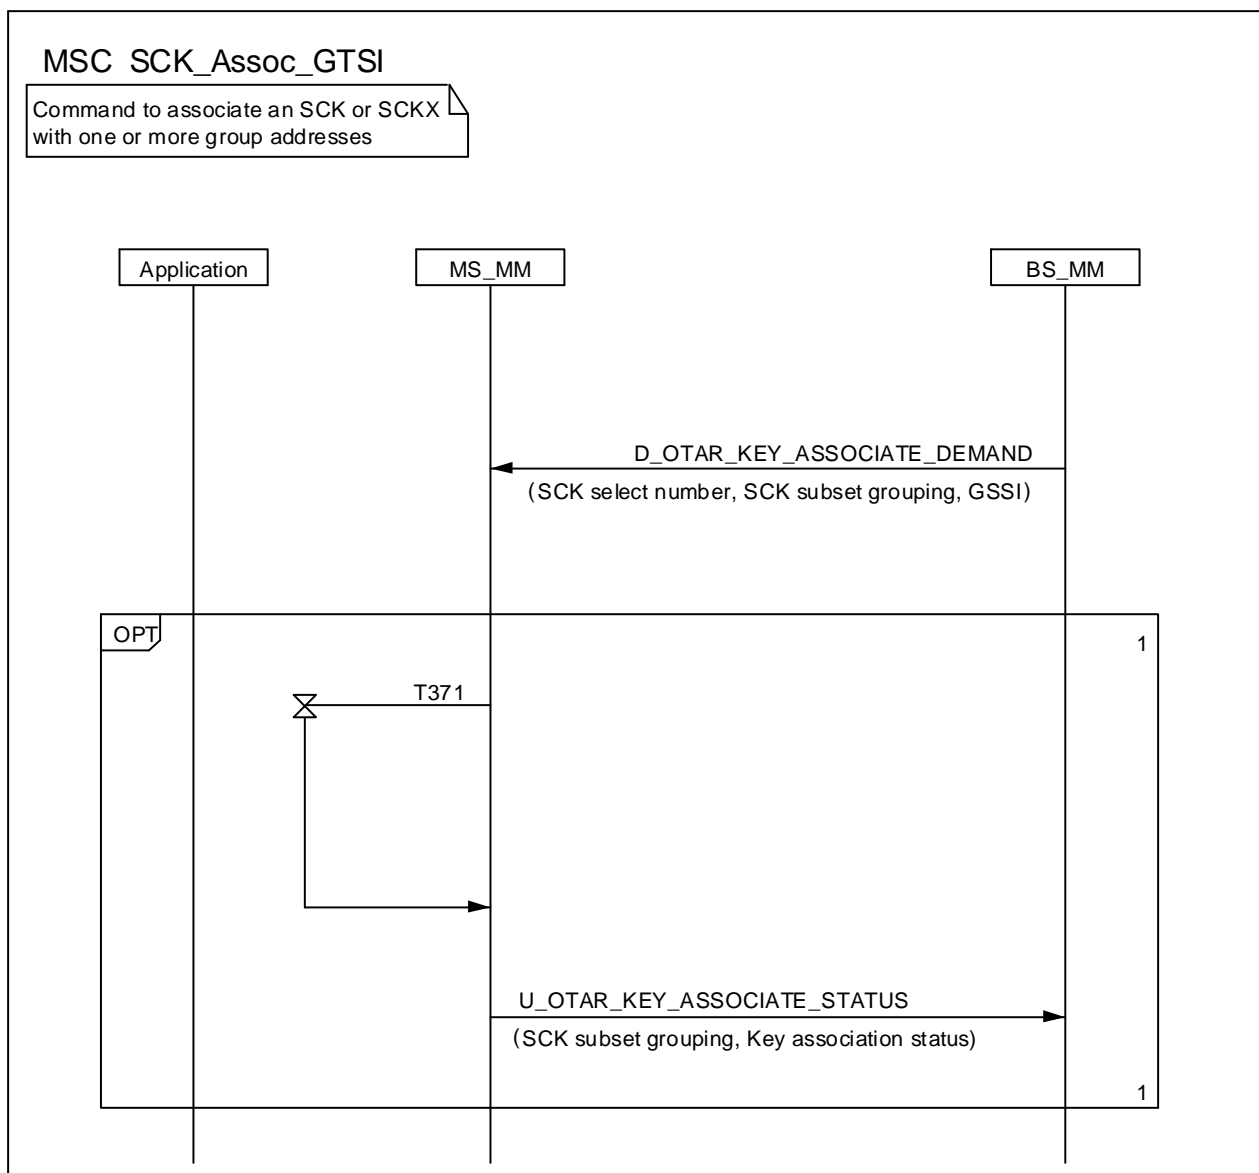 MSC SCK_Assoc_GTSI
Command to associate an SCK or SCKX
with one or more group addresses
Application
MS_MM
BS_MM
D_OTAR_KEY_ASSOCIATE_DEMAND
(SCK select number, SCK subset grouping, GSSI)
OPT
1
T371
U_OTAR_KEY_ASSOCIATE_STATUS
(SCK subset grouping, Key association status)
1